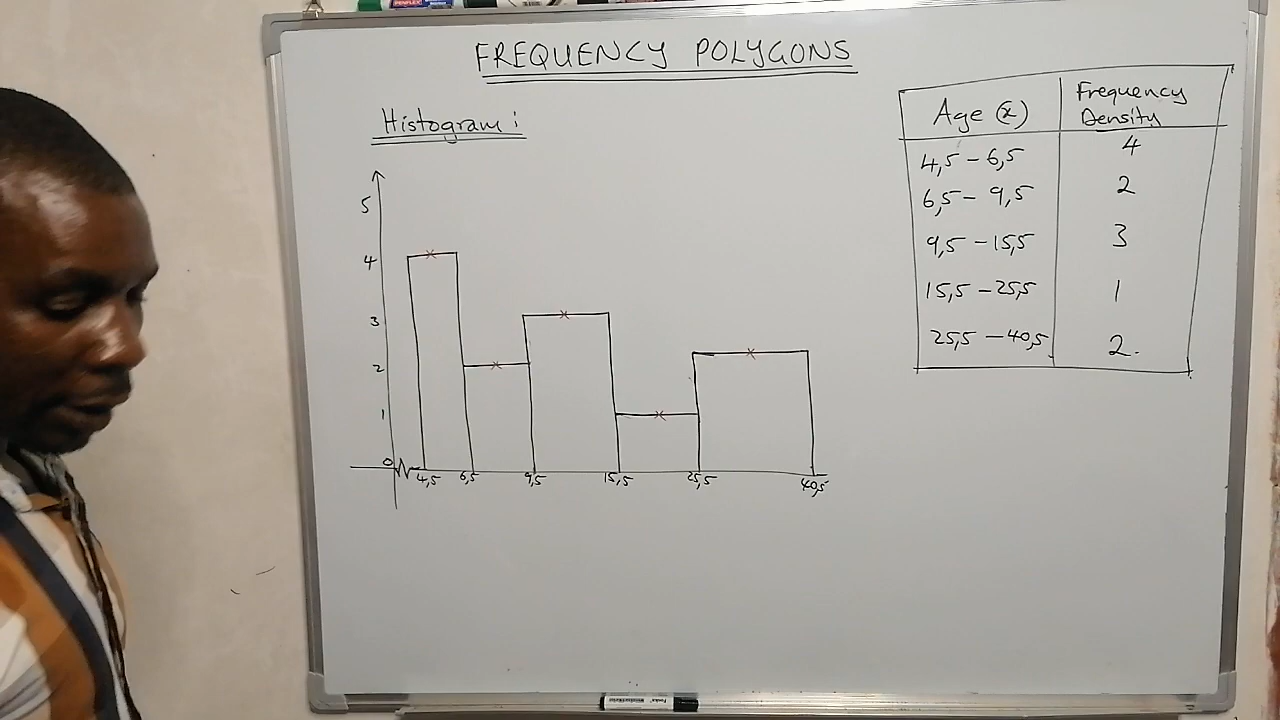 FREQUENCY POLYGONS
Histogram:
5
4
3
2
1
0
4,5 6,5 9,5 15,5 25,5 40,5
Age (x) Frequency Density
4,5 - 6,5 4
6,5 - 9,5 2
9,5 - 15,5 3
15,5 - 25,5 1
25,5 - 40,5 2.
PENFLEX